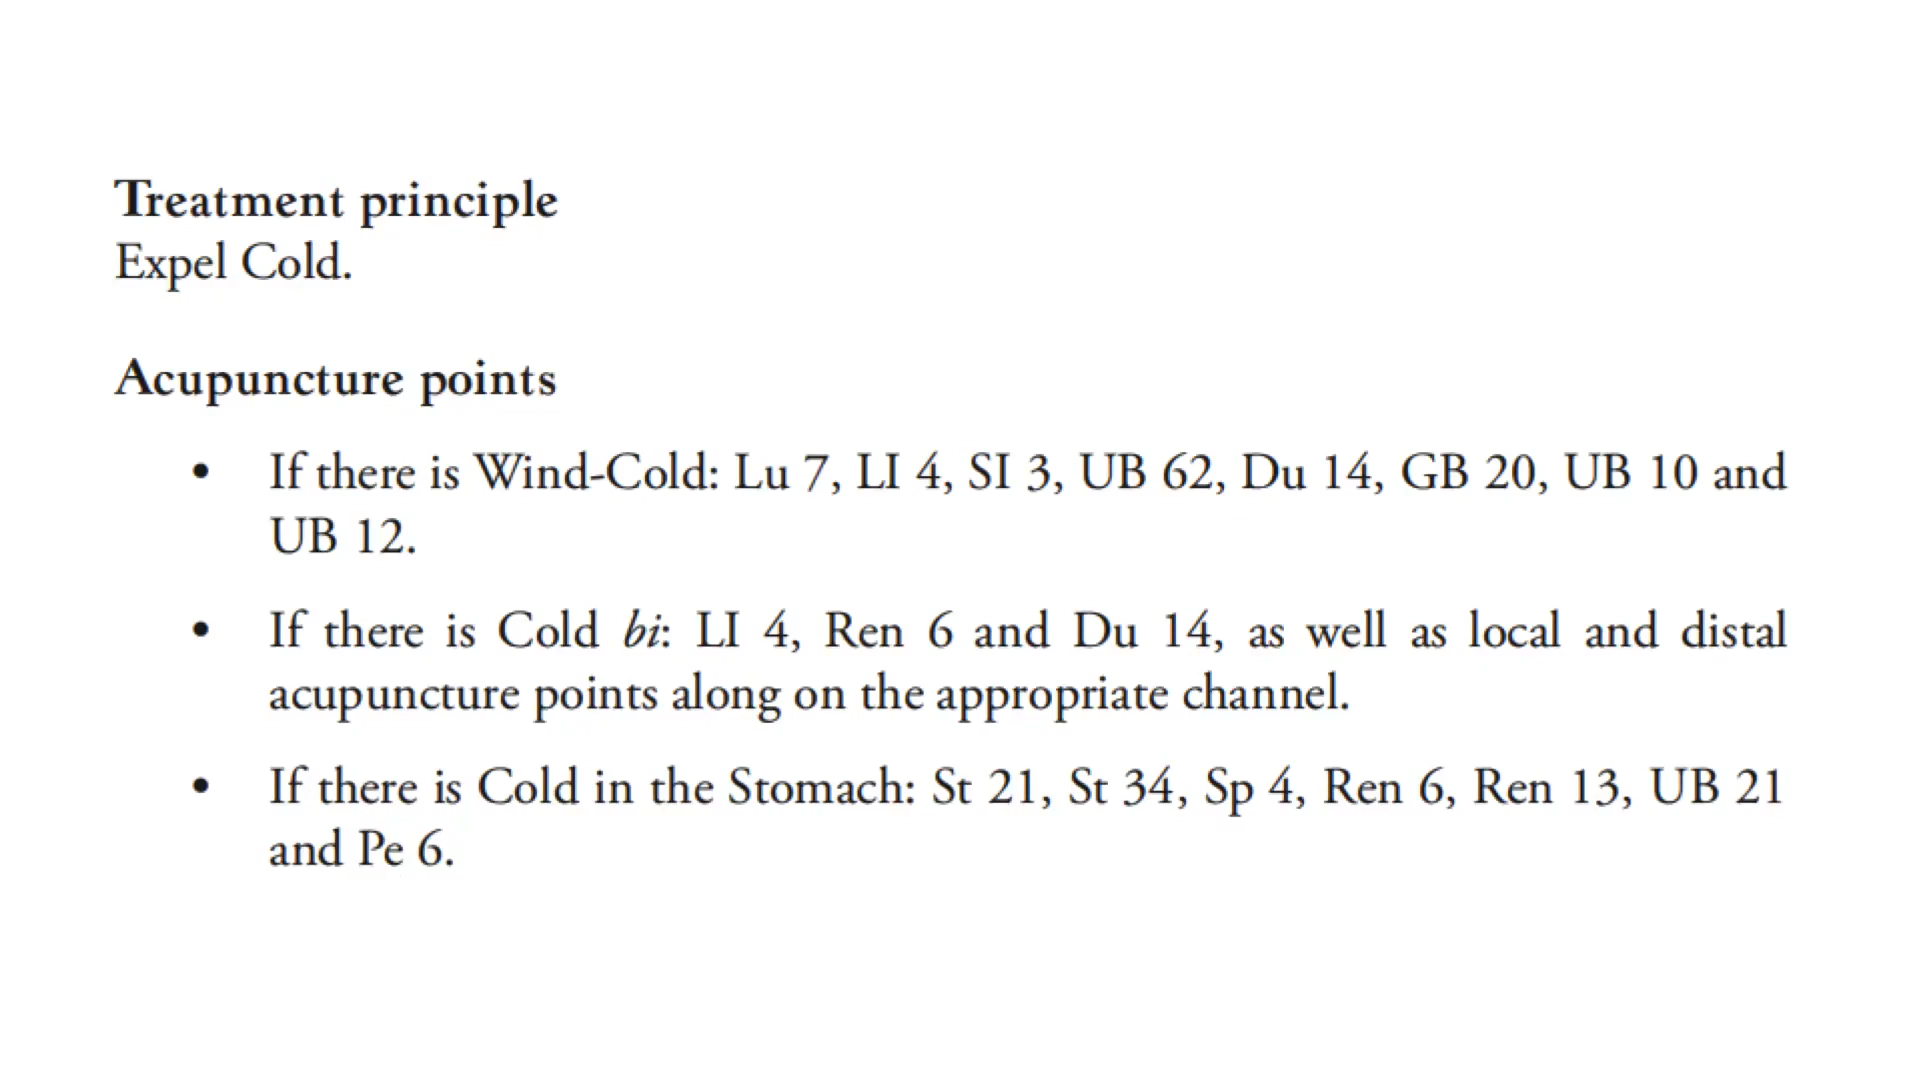 Treatment principle
Expel Cold.
Acupuncture points
• If there is Wind-Cold: Lu 7, LI 4, SI 3, UB 62, Du 14, GB 20, UB 10 and
UB 12.
• If there is Cold bi: LI 4, Ren 6 and Du 14, as well as local and distal
acupuncture points along on the appropriate channel.
• If there is Cold in the Stomach: St 21, St 34, Sp 4, Ren 6, Ren 13, UB 21
and Pe 6.